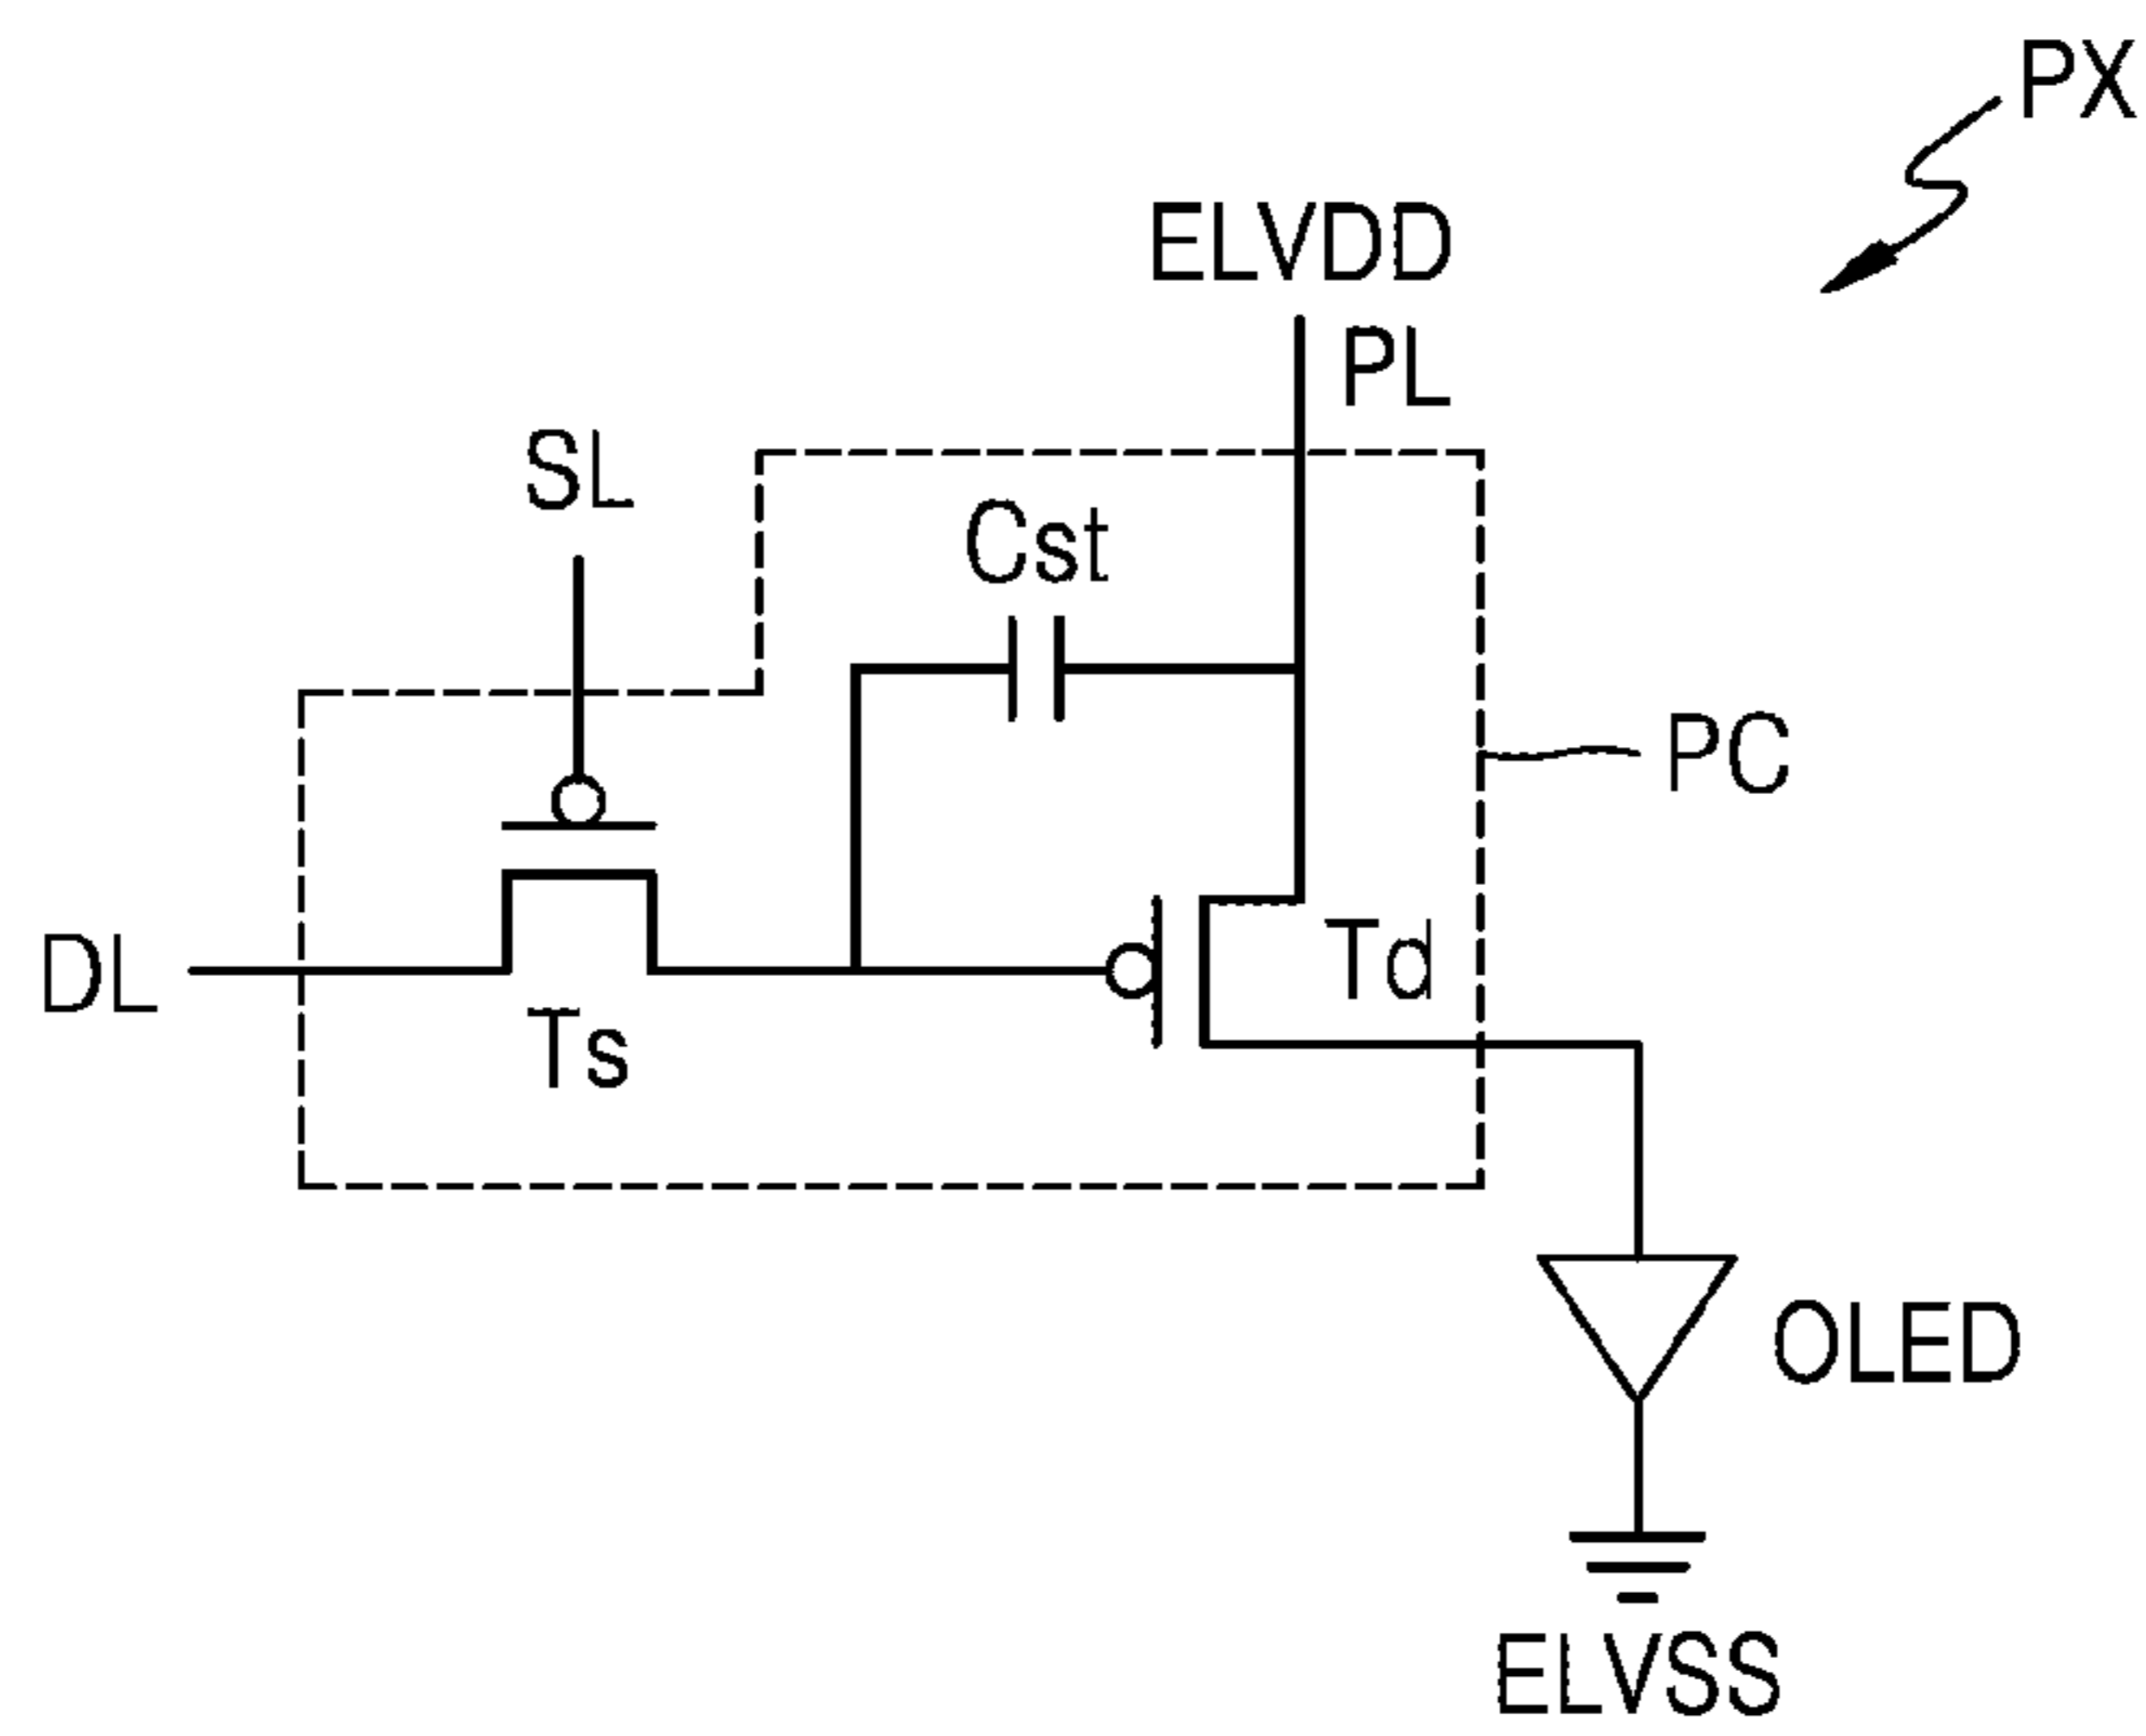 PX
ELVDD
PL
SL
Cst
PC
DL
Td
Ts
OLED
ELVSS